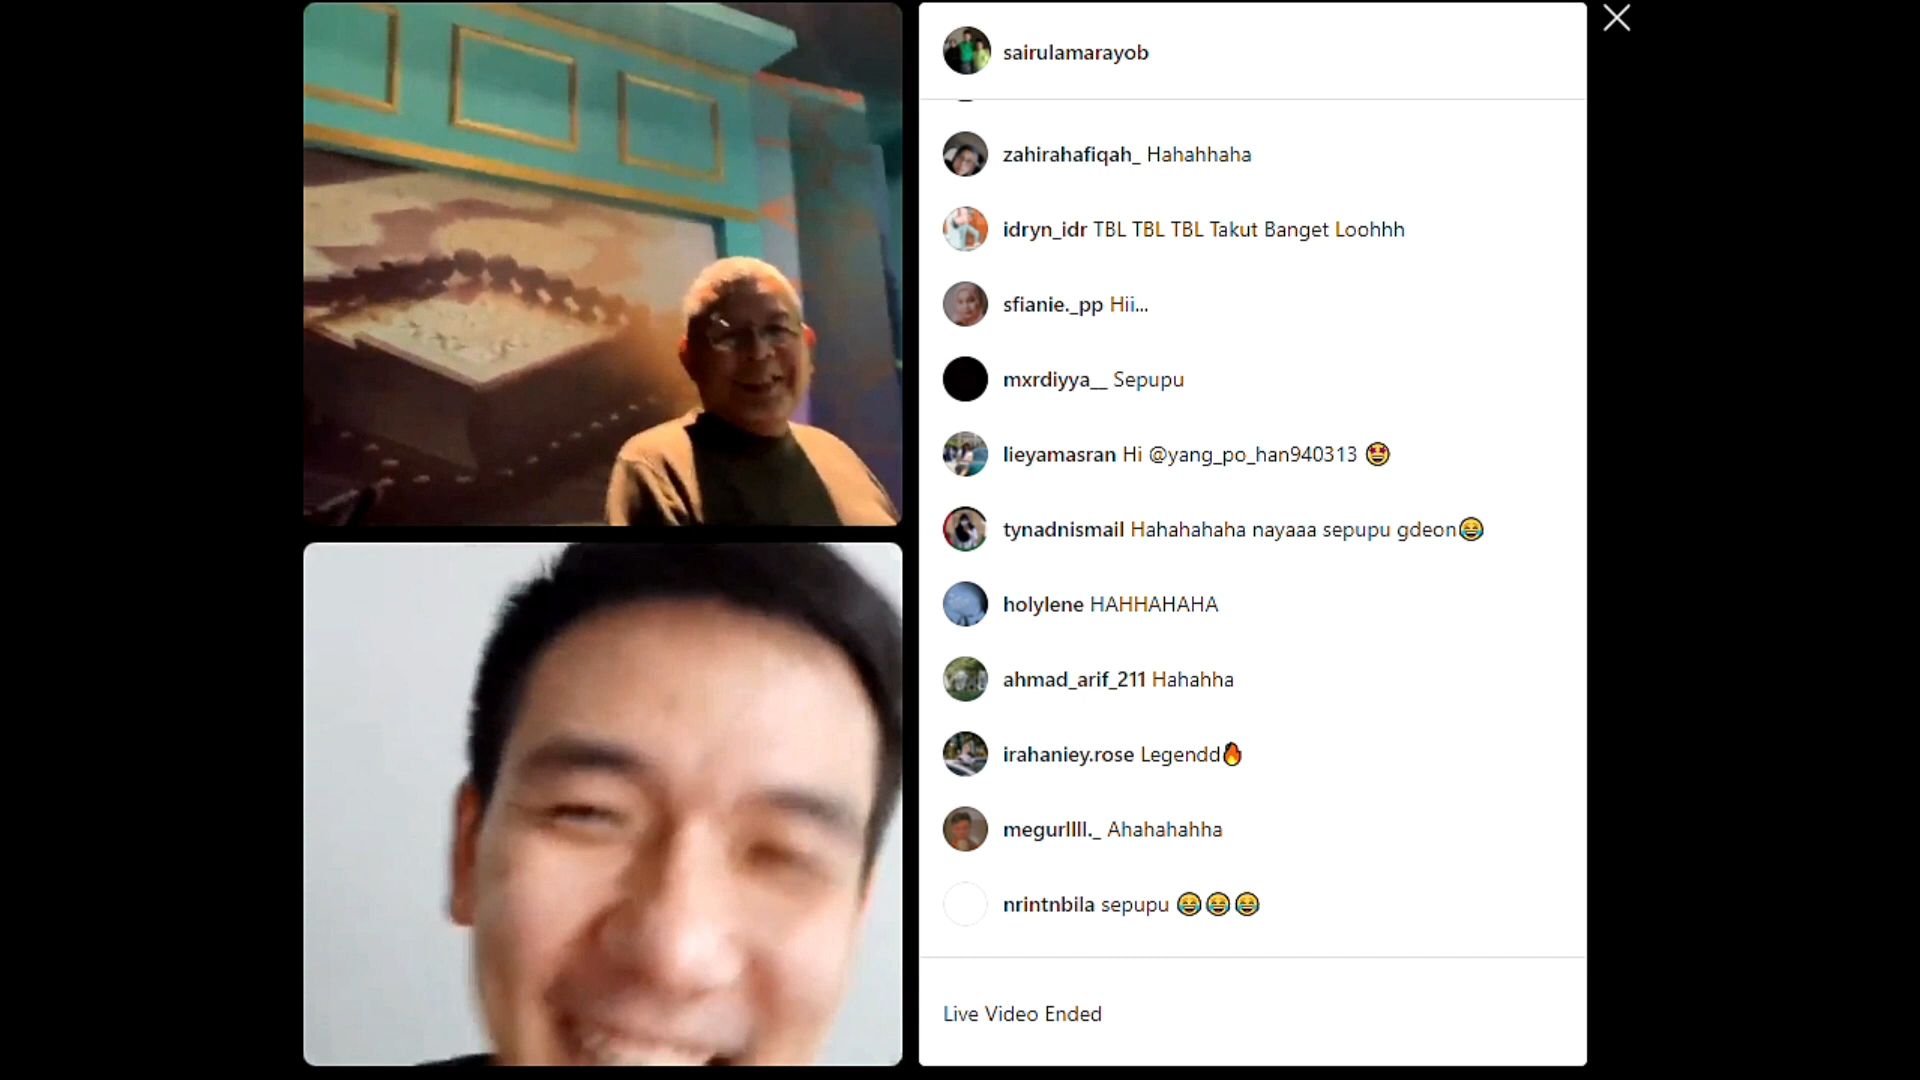 sairulamarayob
zahirahafiqah_ Hahahhaha
idryn_idr TBL TBL TBL Takut Banget Loohhh
sfianie._pp Hii...
mxrdiyya__ Sepupu
lieyamasran Hi @yang_po_han940313 🤩
tynadnismail Hahahahaha nayaaa sepupu gdeon😂
holylene HAHHAHAHA
ahmad_arif_211 Hahahha
irahaniey.rose Legendd🔥
megurllll._ Ahahahahha
nrintnbila sepupu 😂😂😂
Live Video Ended